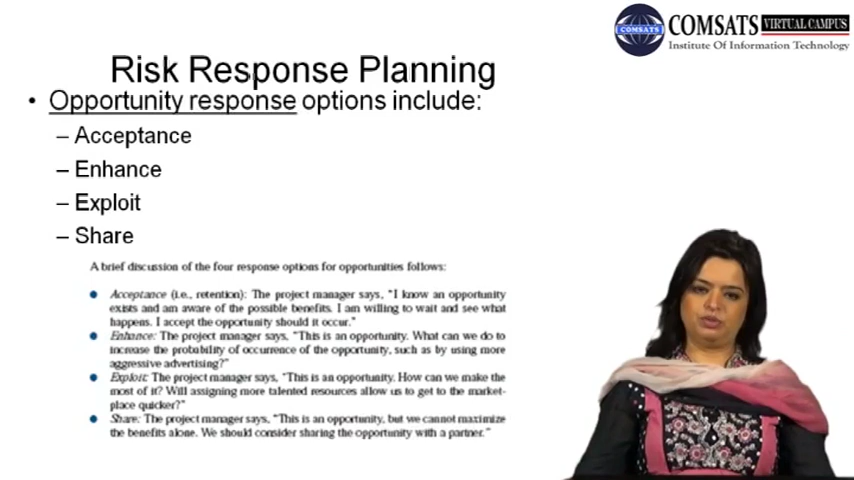 COMSATS VIRTUAL CAMPUS
COMSATS
Institute Of Information Technology
Risk Response Planning
• Opportunity response options include:
– Acceptance
– Enhance
– Exploit
– Share
A brief discussion of the four response options for opportunities follows:
● Acceptance (i.e., retention): The project manager says, "I know an opportunity
exists and am aware of the possible benefits. I am willing to wait and see what
happens. I accept the opportunity should it occur."
● Enhance: The project manager says, "This is an opportunity. What can we do to
increase the probability of occurrence of the opportunity, such as by using more
aggressive advertising?"
● Exploit: The project manager says, "This is an opportunity. How can we make the
most of it? Will assigning more talented resources allow us to get to the market-
place quicker?"
● Share: The project manager says, "This is an opportunity, but we cannot maximize
the benefits alone. We should consider sharing the opportunity with a partner."